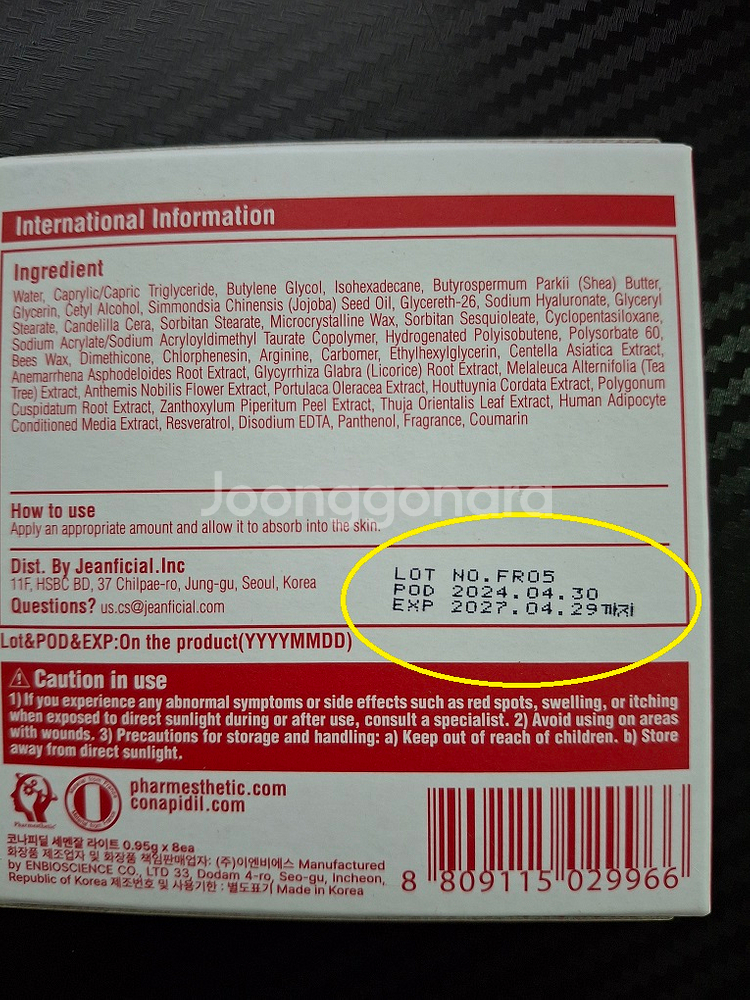 International Information
Ingredient
Water, Caprylic/Capric Triglyceride, Butylene Glycol, Isohexadecane, Butyrospermum Parkii (Shea) Butter,
Glycerin, Cetyl Alcohol, Simmondsia Chinensis (Jojoba) Seed Oil, Glycereth-26, Sodium Hyaluronate, Glyceryl
Stearate, Candelilla Cera, Sorbitan Stearate, Microcrystalline Wax, Sorbitan Sesquioleate, Cyclopentasiloxane,
Sodium Acrylate/Sodium Acryloyldimethyl Taurate Copolymer, Hydrogenated Polyisobutene, Polysorbate 60,
Bees Wax, Dimethicone, Chlorphenesin, Arginine, Carbomer, Ethylhexylglycerin, Centella Asiatica Extract,
Anemarrhena Asphodeloides Root Extract, Glycyrrhiza Glabra (Licorice) Root Extract, Melaleuca Alternifolia (Tea
Tree) Extract, Anthemis Nobilis Flower Extract, Portulaca Oleracea Extract, Houttuynia Cordata Extract, Polygonum
Cuspidatum Root Extract, Zanthoxylum Piperitum Peel Extract, Thuja Orientalis Leaf Extract, Human Adipocyte
Conditioned Media Extract, Resveratrol, Disodium EDTA, Panthenol, Fragrance, Coumarin
Joonggonara
How to use
Apply an appropriate amount and allow it to absorb into the skin.
Dist. By Jeanficial.Inc
11F, HSBC BD, 37 Chilpae-ro, Jung-gu, Seoul, Korea
Questions? us.cs@jeanficial.com
LOT NO.FR05
POD 2024.04.30
EXP 2027.04.29까지
Lot&POD&EXP:On the product(YYYYMMDD)
Caution in use
1) If you experience any abnormal symptoms or side effects such as red spots, swelling, or itching
when exposed to direct sunlight during or after use, consult a specialist. 2) Avoid using on areas
with wounds. 3) Precautions for storage and handling: a) Keep out of reach of children. b) Store
away from direct sunlight.
pharmesthetic.com
conapidil.com
Pharmesthetic
코나피딜 세멘잘 라이트 0.95g x 8ea
화장품 제조업자 및 화장품 책임판매업자: (주)이엔비에스 Manufactured
by ENBIOSCIENCE CO., LTD 33, Dodam 4-ro, Seo-gu, Incheon,
Republic of Korea 제조번호 및 사용기한 : 별도표기 Made in Korea
8 809115 029966